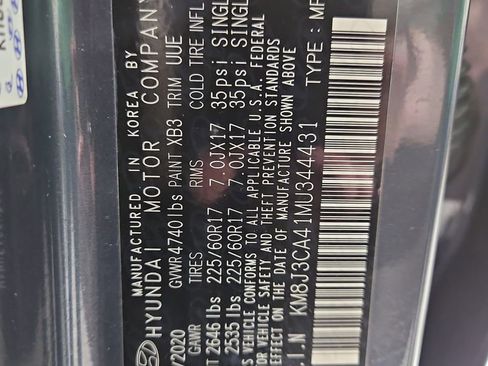 MANUFACTURED IN KOREA BY
HYUNDAI MOTOR COMPANY
/2020 GVWR 4740 lbs PAINT XB3 TRIM UUE
GAWR TIRES RIMS COLD TIRE INFL
T 2646 lbs 225/60R17 7.0JX17 35psi SINGL
2535 lbs 225/60R17 7.0JX17 35psi SINGL
S VEHICLE CONFORMS TO ALL APPLICABLE U.S.A. FEDERAL
OR VEHICLE SAFETY AND THEFT PREVENTION STANDARDS
EFFECT ON THE DATE OF MANUFACTURE SHOWN ABOVE
.I.N KM8J3CA41MU344431 TYPE : MP